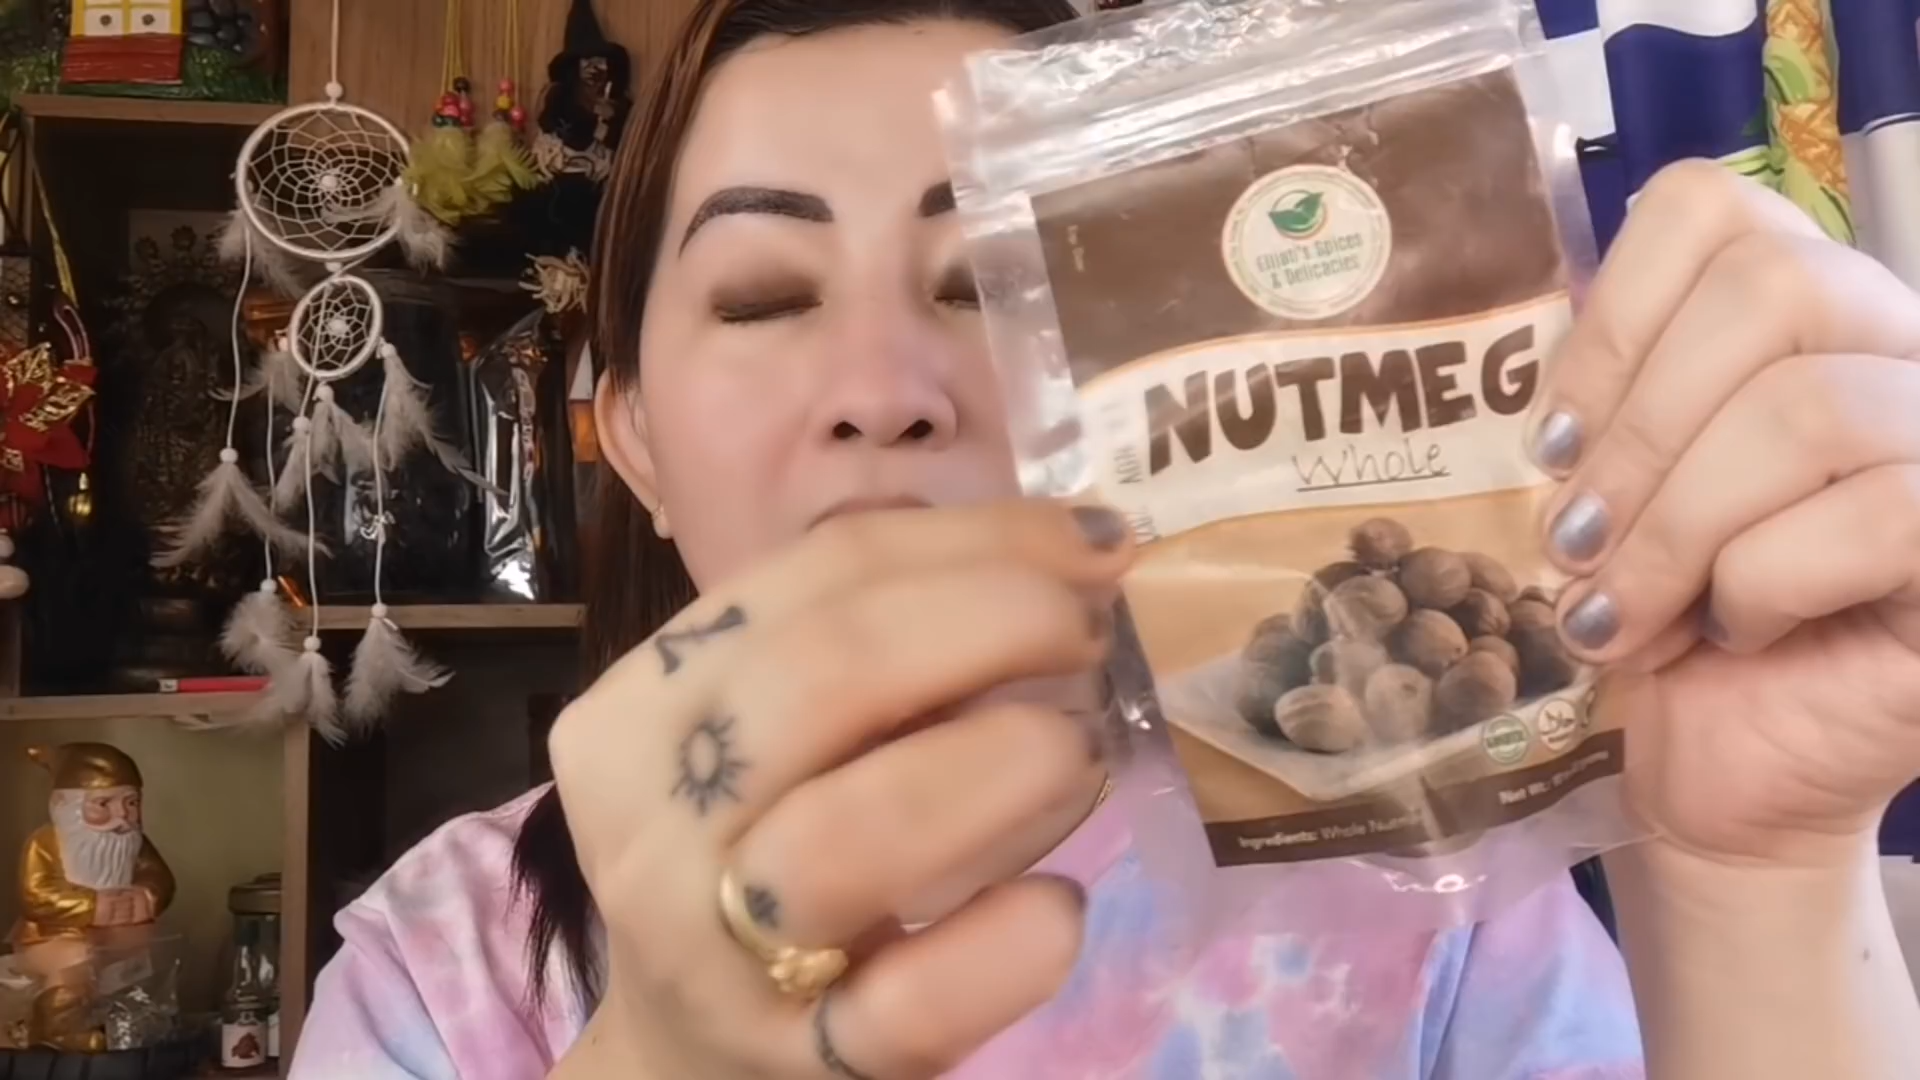 Elliot's Spices
& Delicacies
NUTMEG
Whole
Ingredients: Whole Nutmeg
Net Wt.: